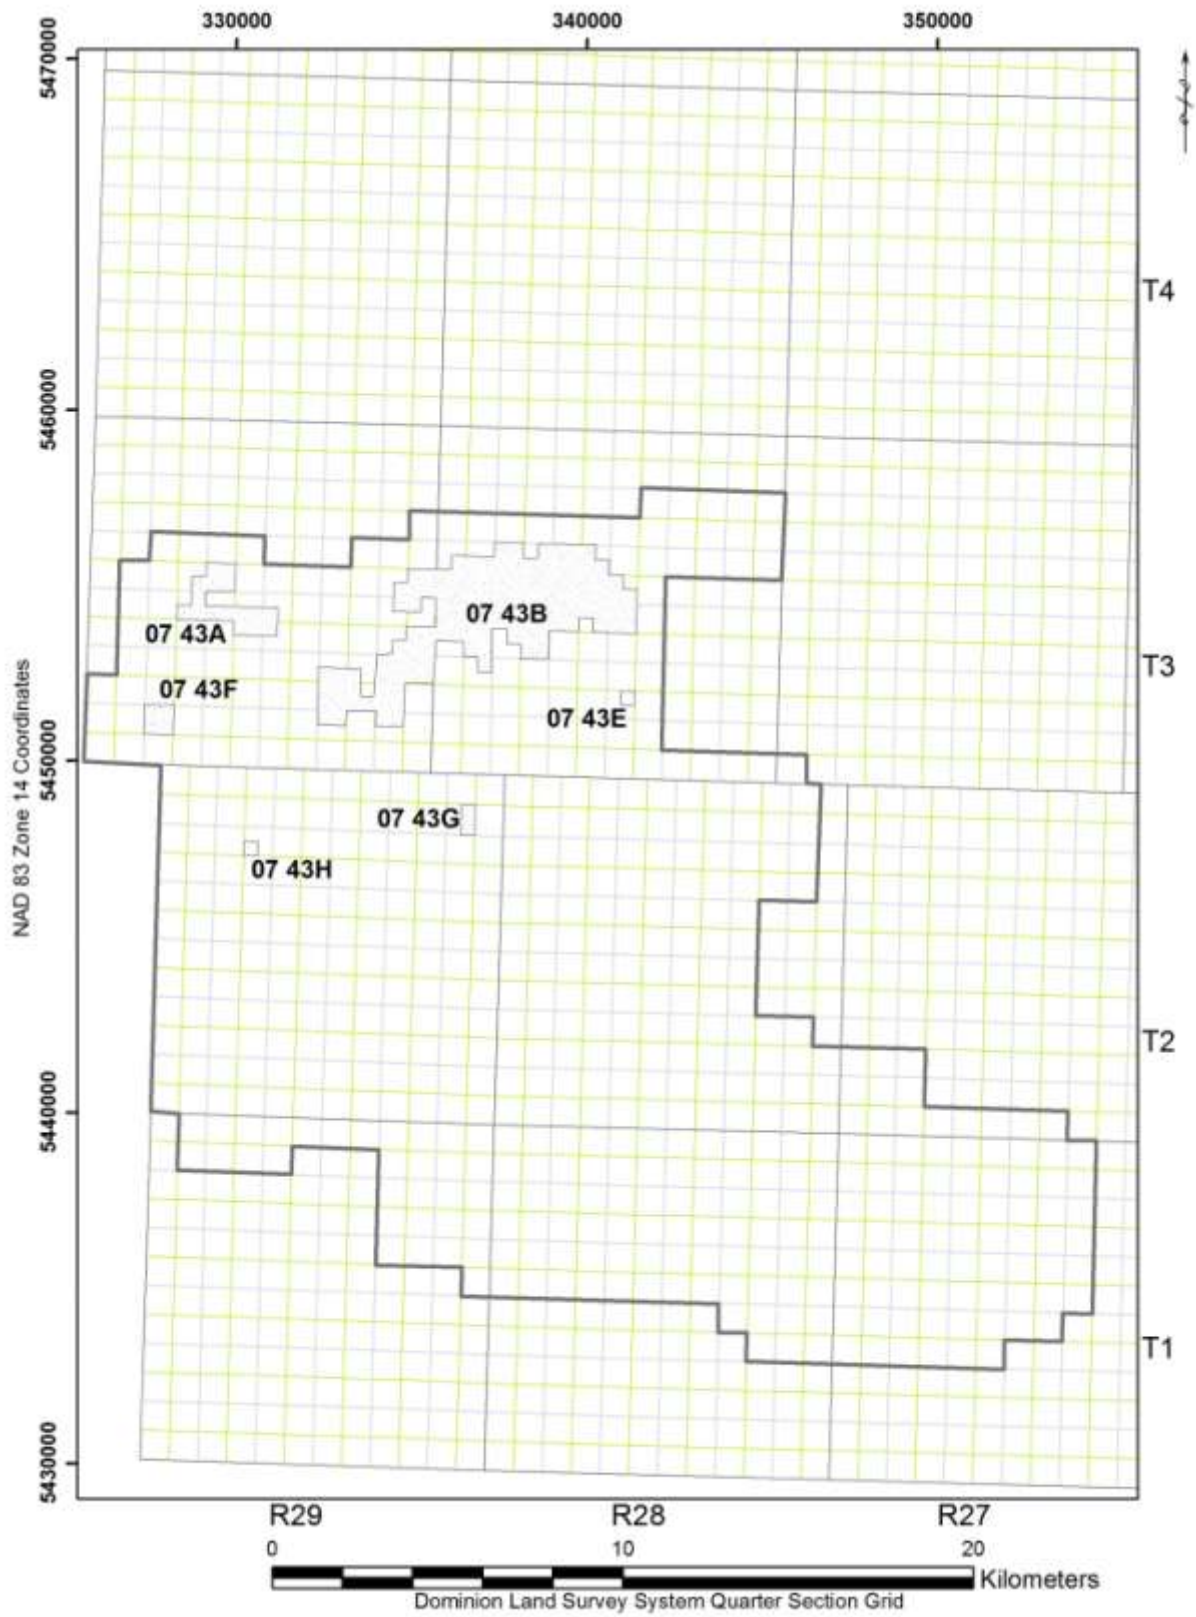 330000
340000
350000
5470000
T4
5460000
07 43B
07 43A
T3
07 43F
07 43E
5450000
NAD 83 Zone 14 Coordinates
07 43G
07 43H
T2
5440000
T1
5430000
R29
R28
R27
0
10
20
Kilometers
Dominion Land Survey System Quarter Section Grid